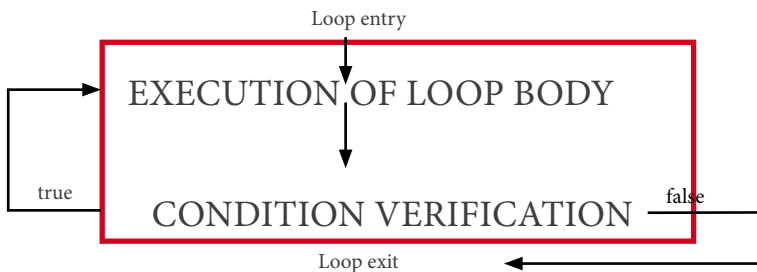 Loop entry
EXECUTION OF LOOP BODY
true
false
CONDITION VERIFICATION
Loop exit